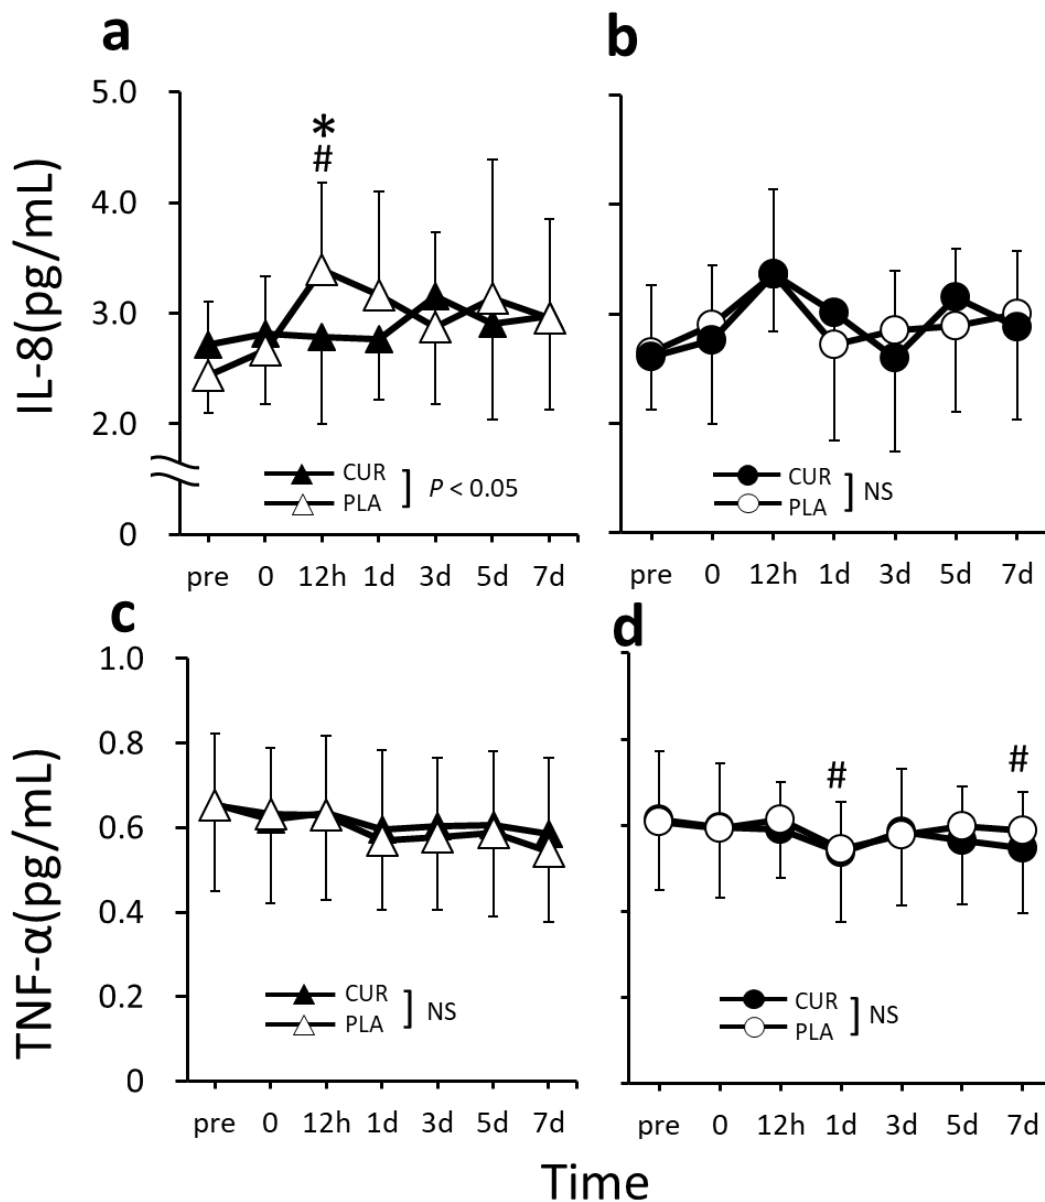 a
b
IL-8(pg/mL)
5.0
4.0
3.0
2.0
0
*
#
CUR
PLA
P < 0.05
CUR
PLA
NS
pre 0 12h 1d 3d 5d 7d
pre 0 12h 1d 3d 5d 7d
c
d
TNF-α(pg/mL)
1.0
0.8
0.6
0.4
0.2
0
#
#
CUR
PLA
NS
CUR
PLA
NS
pre 0 12h 1d 3d 5d 7d
pre 0 12h 1d 3d 5d 7d
Time